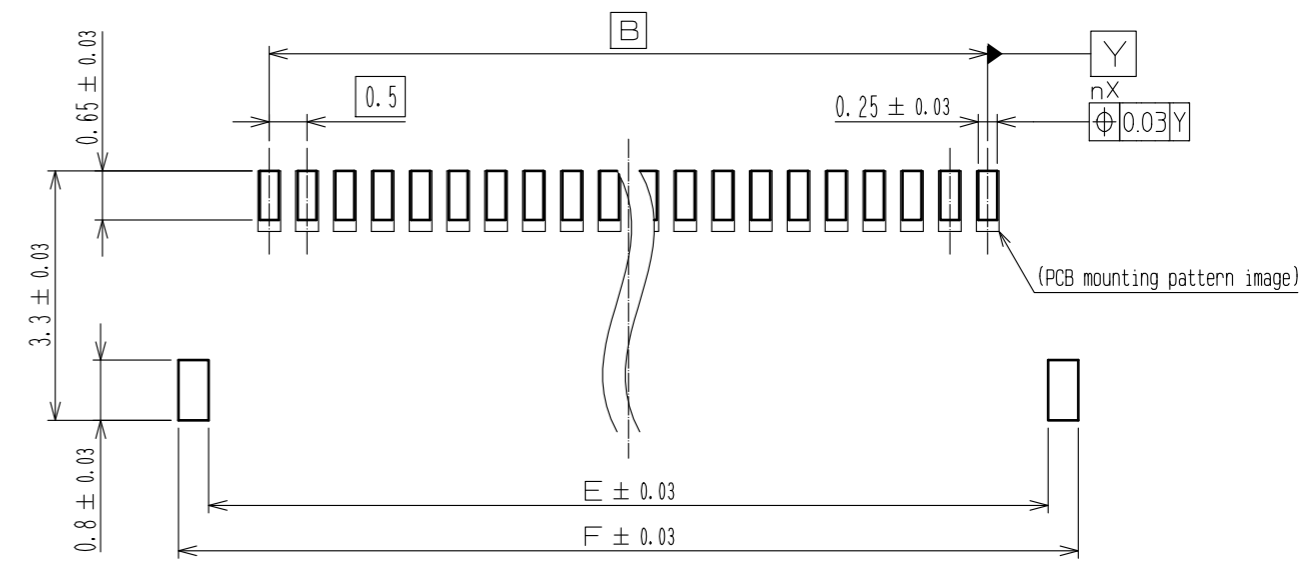 B
Y
0.5
0.25 ± 0.03
nX
⌖ 0.03 Y
0.65 ± 0.03
3.3 ± 0.03
(PCB mounting pattern image)
0.8 ± 0.03
E ± 0.03
F ± 0.03